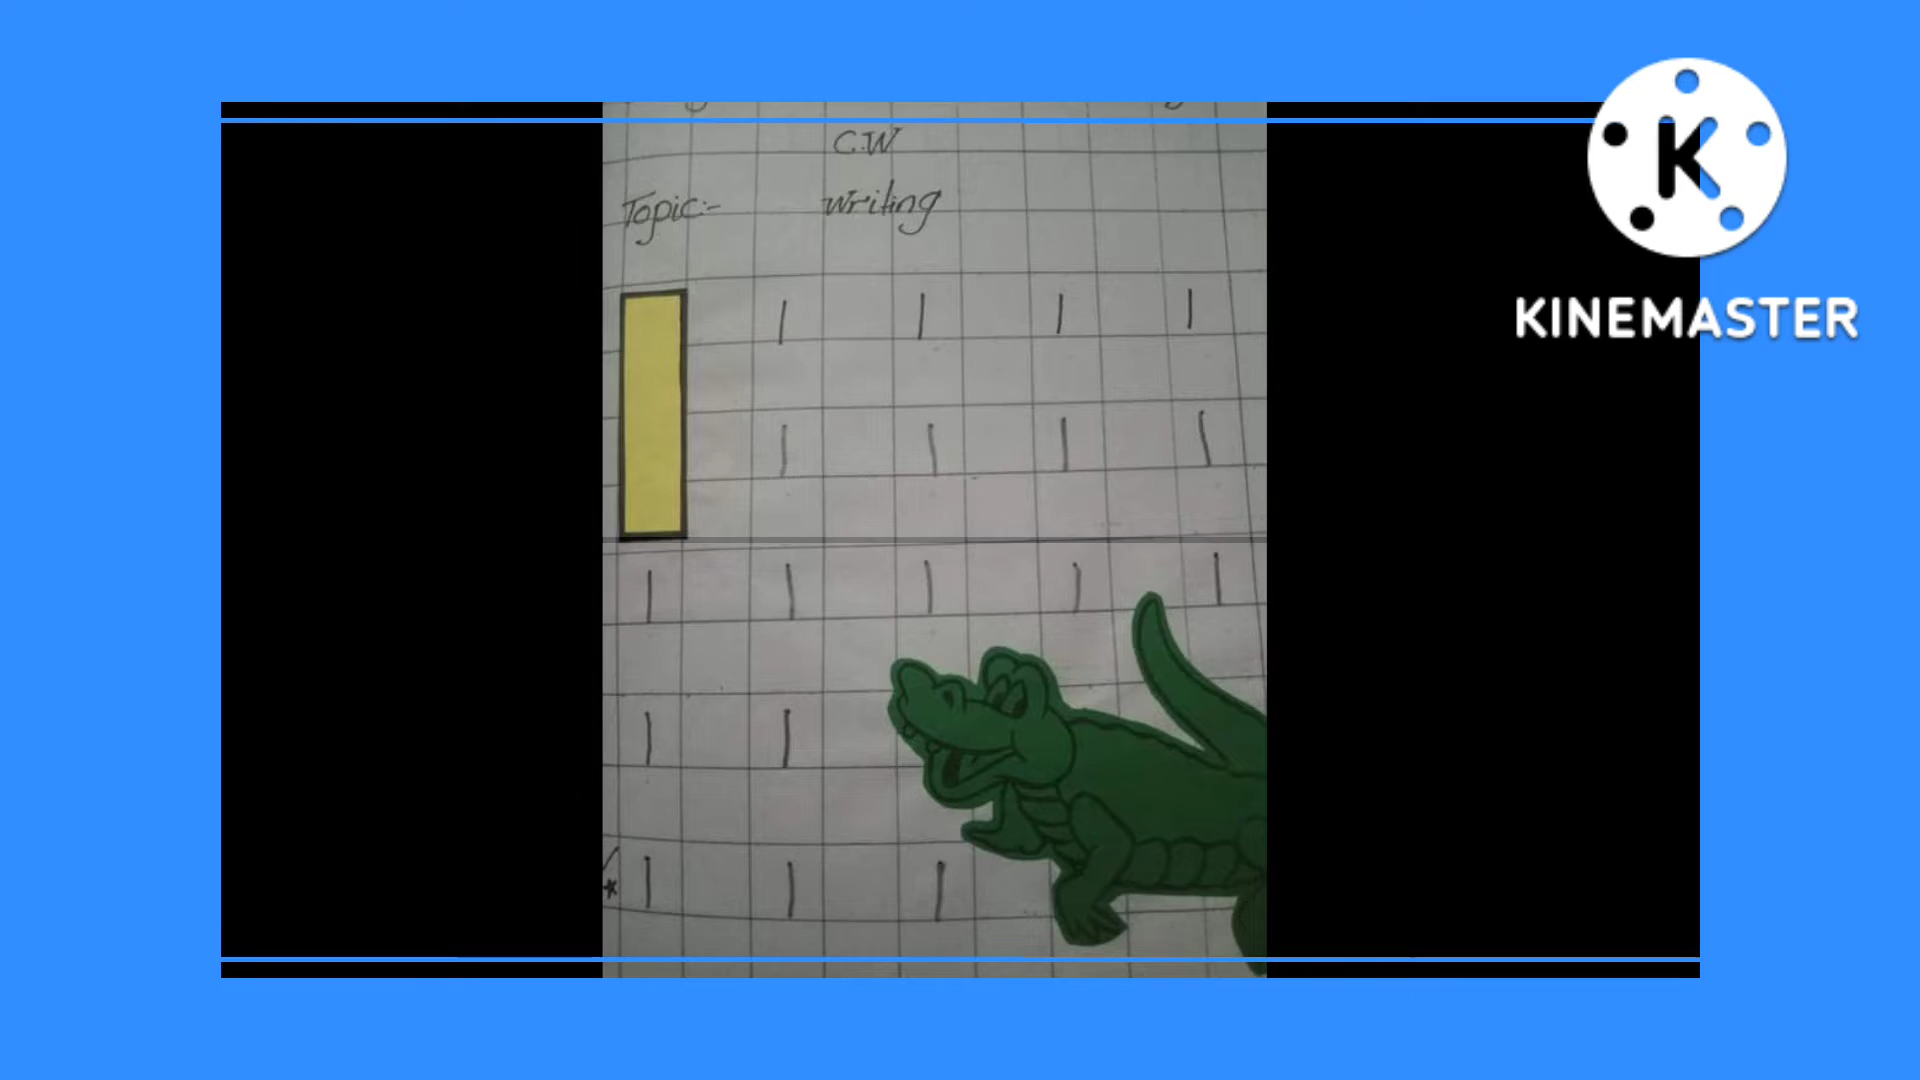 C.W
Topic:- writing
| | | |
| | | |
| | | | |
| |
| | |
KINEMASTER